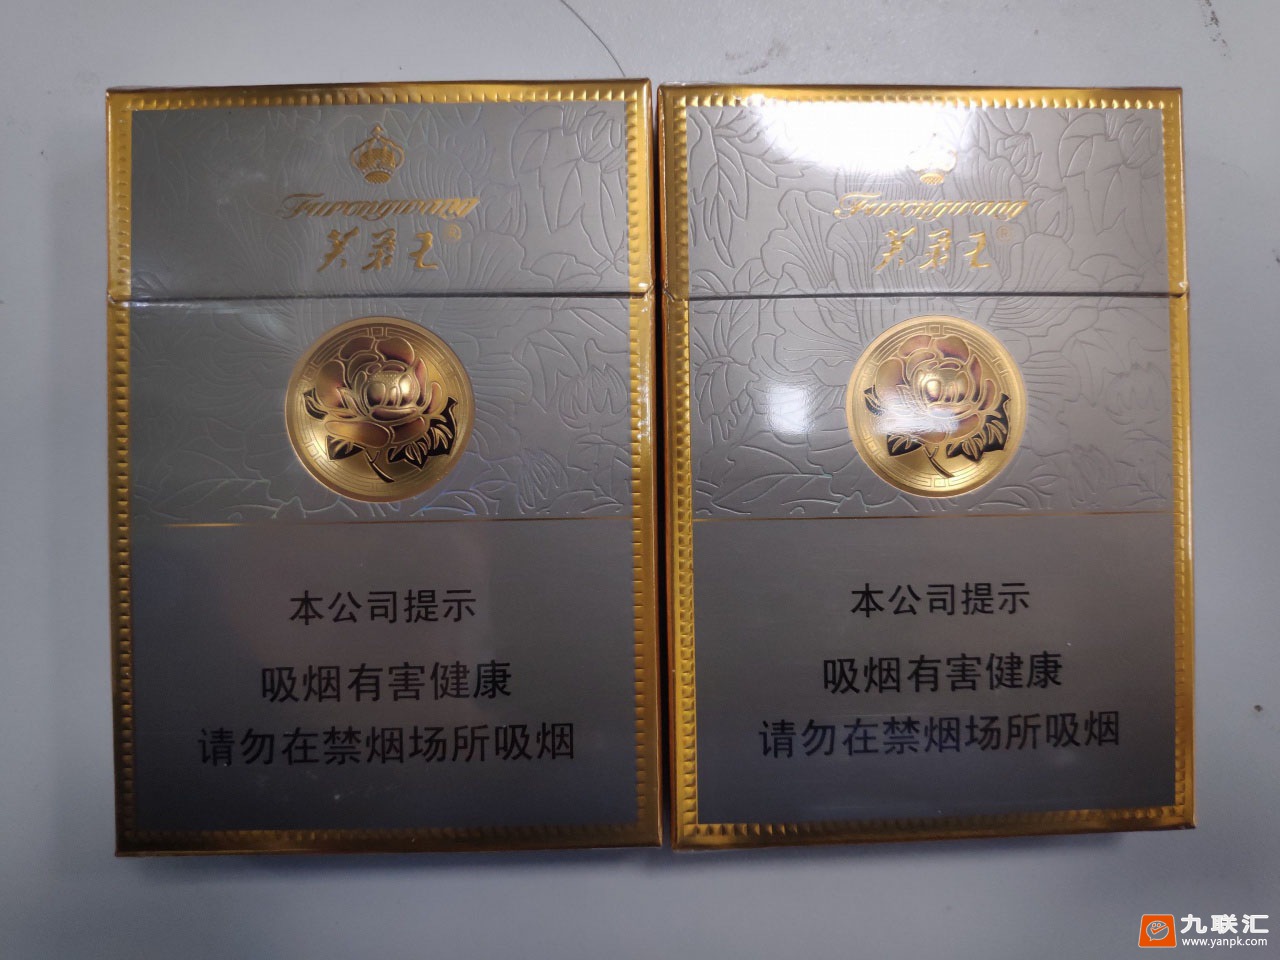 Furongwang
芙蓉王®
本公司提示
吸烟有害健康
请勿在禁烟场所吸烟
Furongwang
芙蓉王®
本公司提示
吸烟有害健康
请勿在禁烟场所吸烟
九联汇
www.yanpk.com